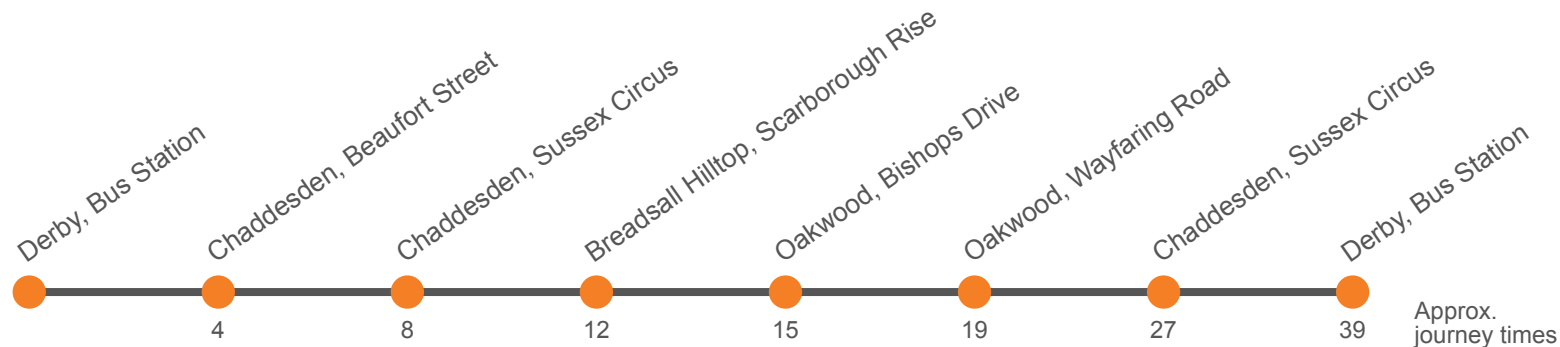 Derby, Bus Station
Chaddesden, Beaufort Street
Chaddesden, Sussex Circus
Breadsall Hilltop, Scarborough Rise
Oakwood, Bishops Drive
Oakwood, Wayfaring Road
Chaddesden, Sussex Circus
Derby, Bus Station
4
8
12
15
19
27
39
Approx.
journey times